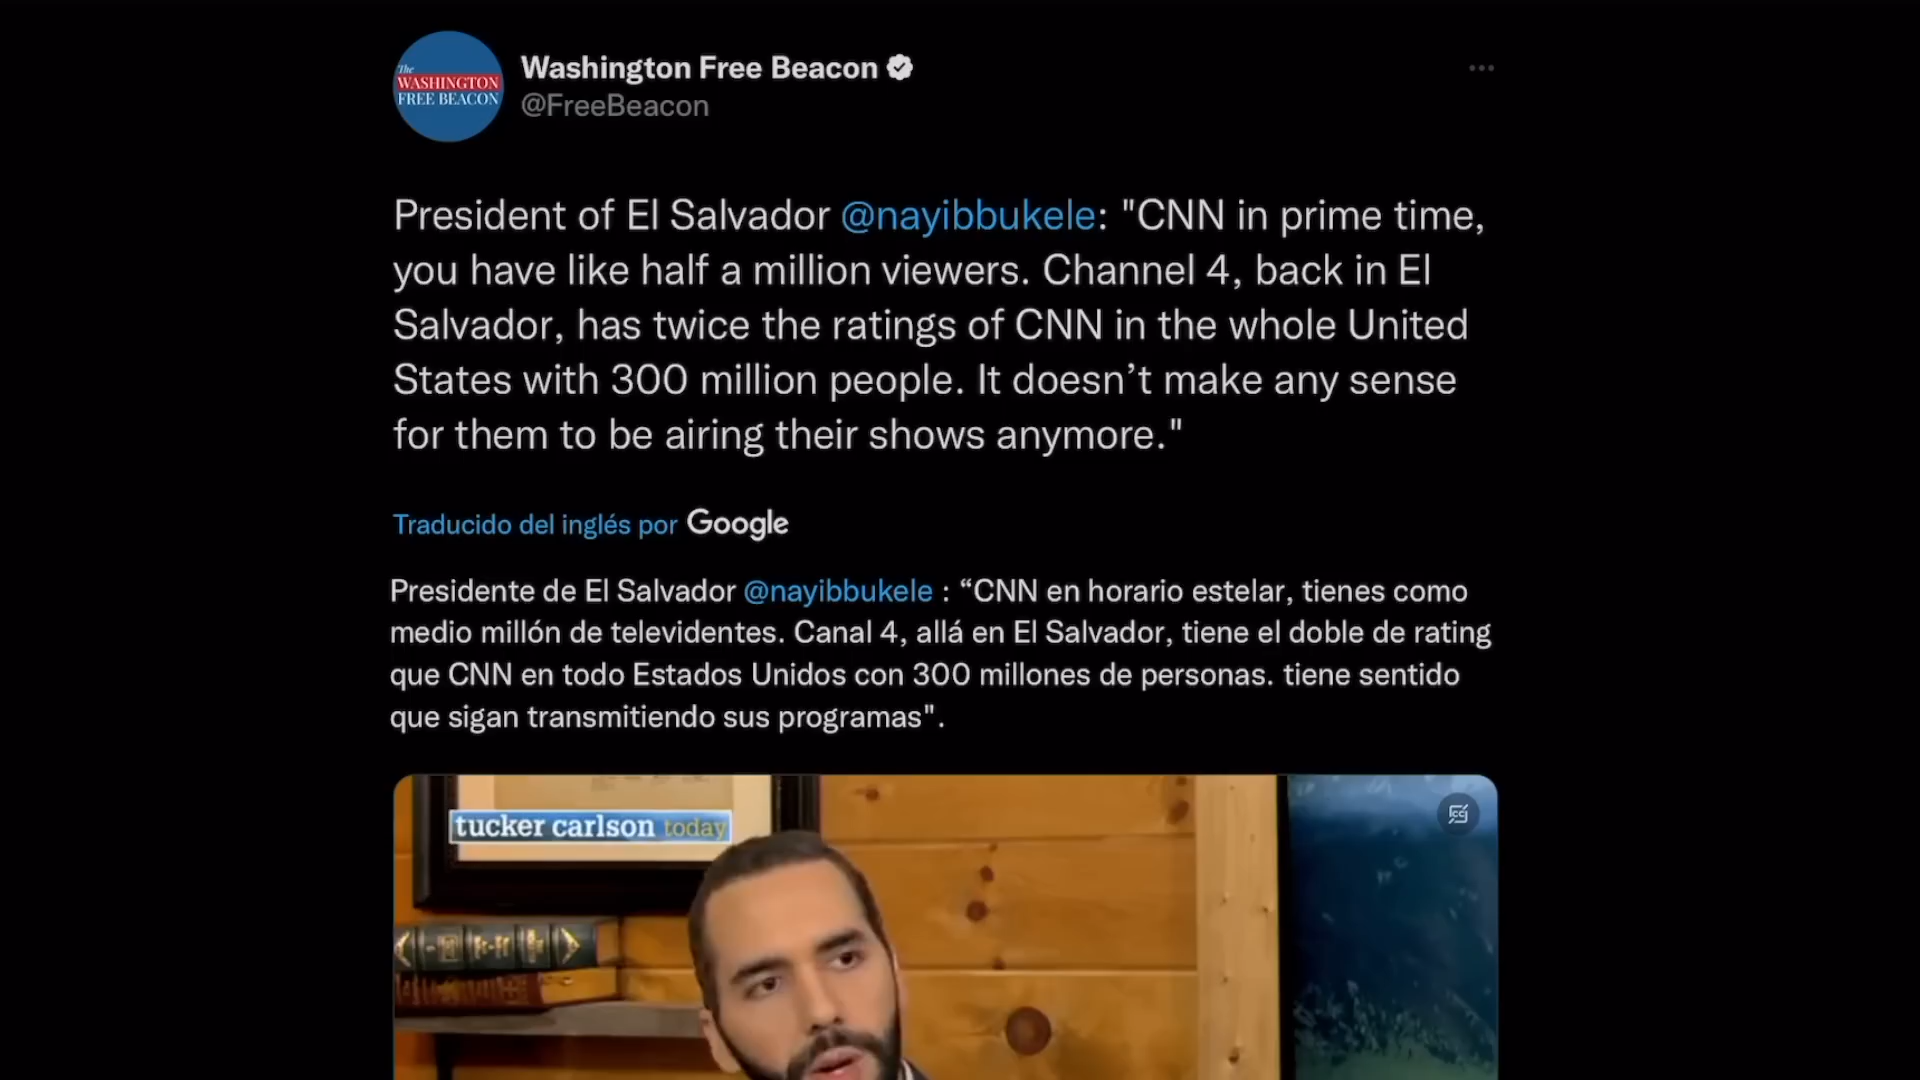 The
WASHINGTON
FREE BEACON
Washington Free Beacon
@FreeBeacon
President of El Salvador @nayibbukele: "CNN in prime time,
you have like half a million viewers. Channel 4, back in El
Salvador, has twice the ratings of CNN in the whole United
States with 300 million people. It doesn’t make any sense
for them to be airing their shows anymore."
Traducido del inglés por Google
Presidente de El Salvador @nayibbukele : “CNN en horario estelar, tienes como
medio millón de televidentes. Canal 4, allá en El Salvador, tiene el doble de rating
que CNN en todo Estados Unidos con 300 millones de personas. tiene sentido
que sigan transmitiendo sus programas".
tucker carlson today
CC